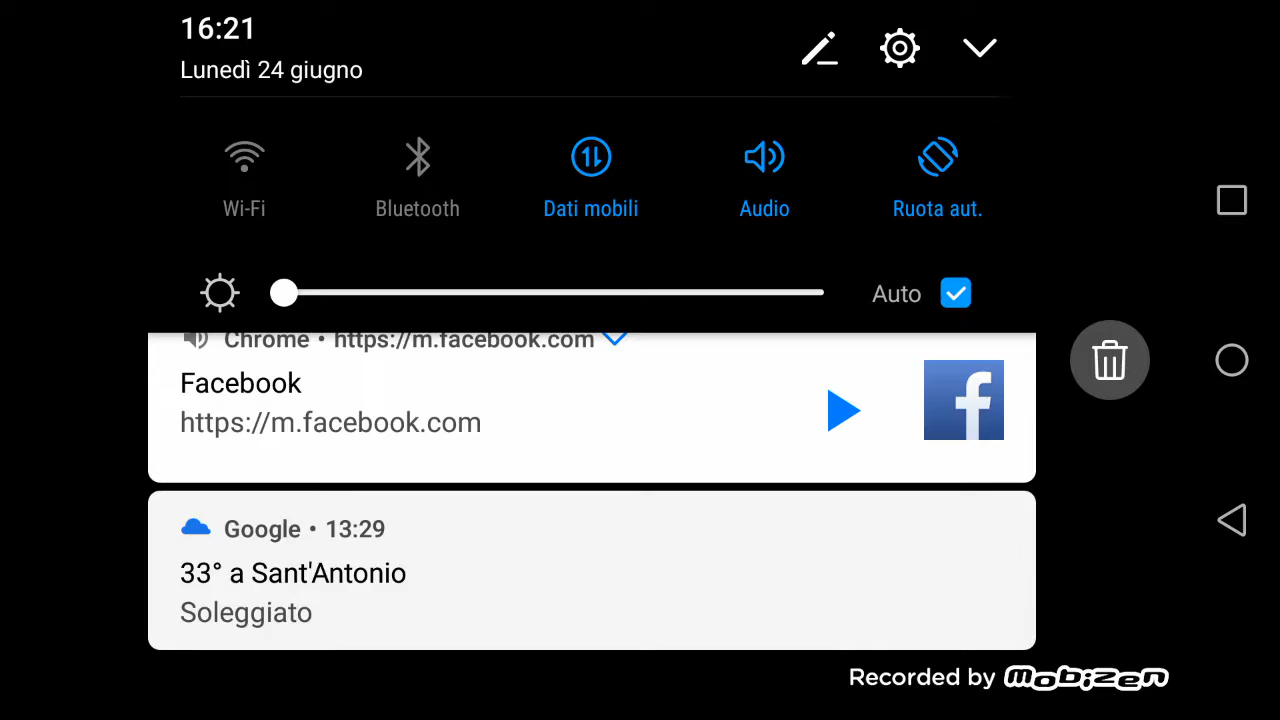 16:21
Lunedì 24 giugno
Wi-Fi
Bluetooth
Dati mobili
Audio
Ruota aut.
Auto
Chrome • https://m.facebook.com
Facebook
https://m.facebook.com
Google • 13:29
33° a Sant'Antonio
Soleggiato
Recorded by mobizen